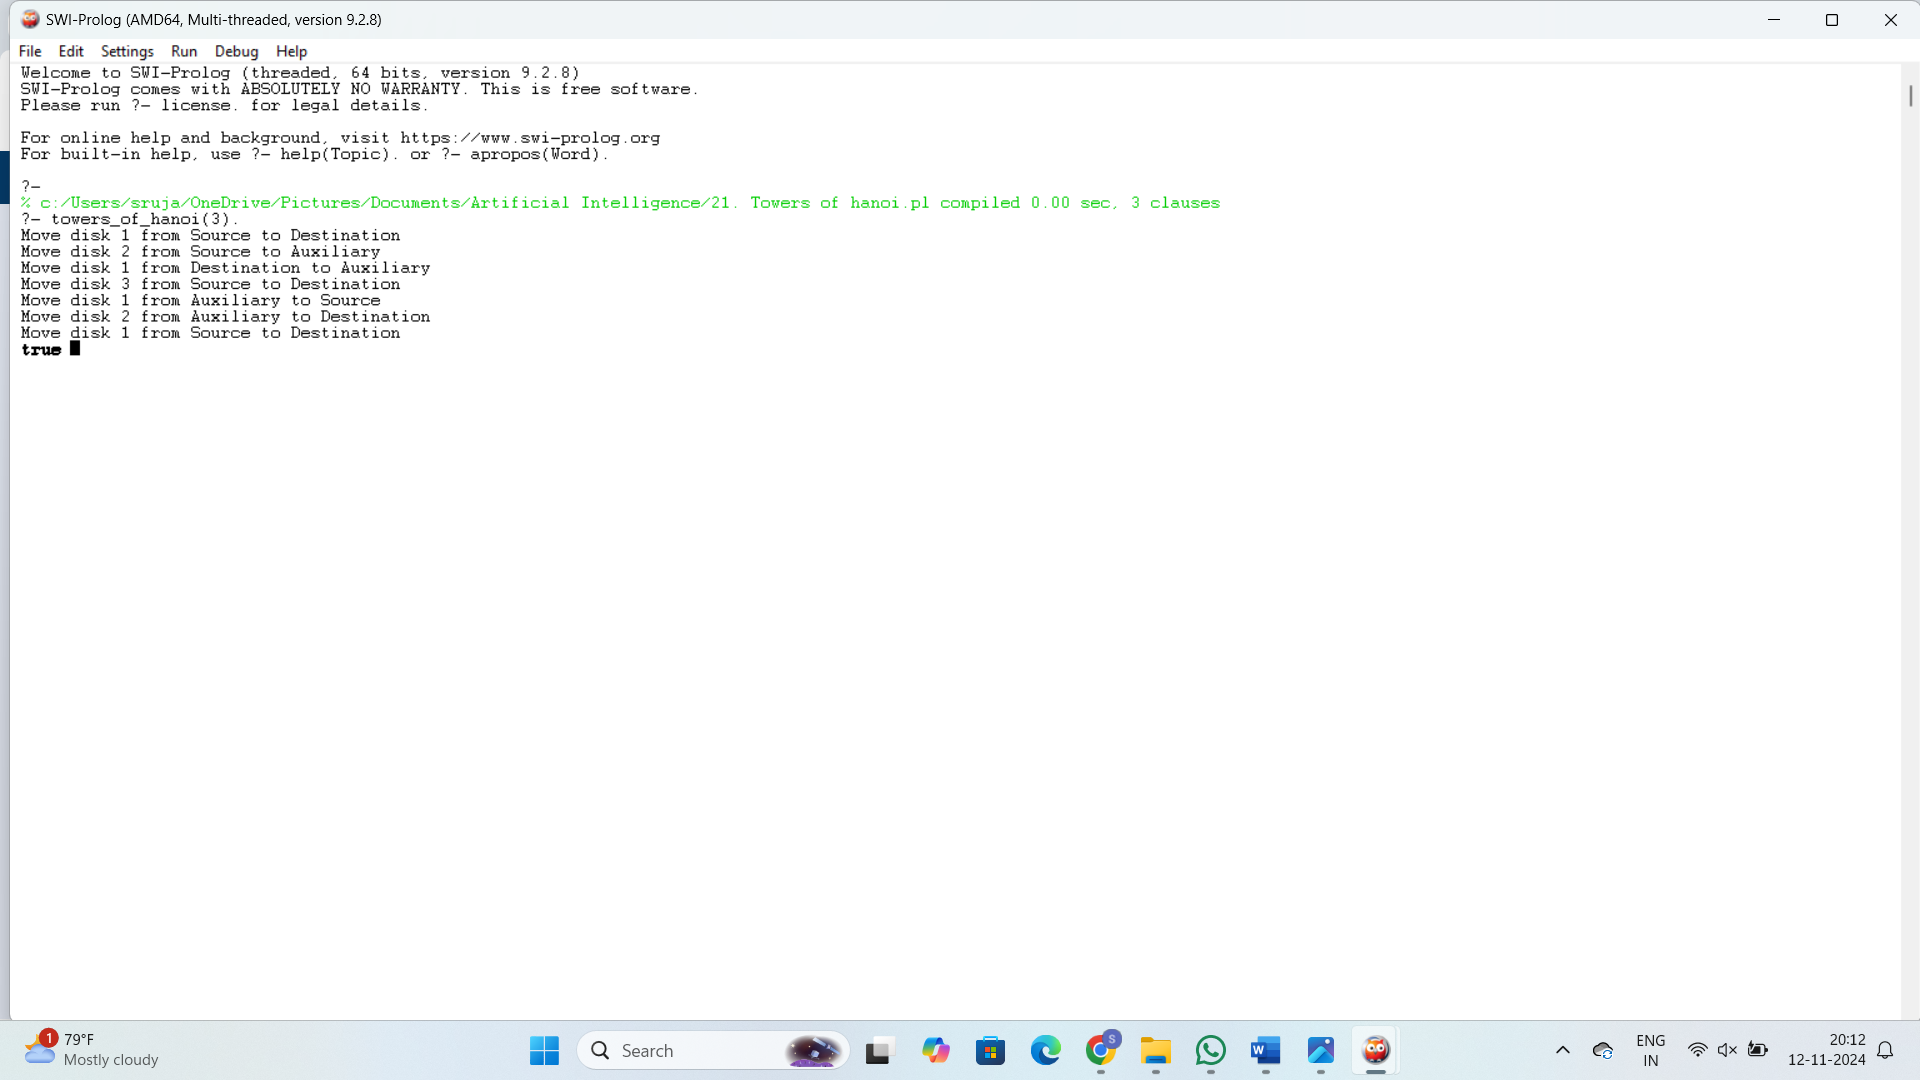 SWI-Prolog (AMD64, Multi-threaded, version 9.2.8)
File Edit Settings Run Debug Help
Welcome to SWI-Prolog (threaded, 64 bits, version 9.2.8)
SWI-Prolog comes with ABSOLUTELY NO WARRANTY. This is free software.
Please run ?- license. for legal details.
For online help and background, visit https://www.swi-prolog.org
For built-in help, use ?- help(Topic). or ?- apropos(Word).
?-
% c:/Users/sruja/OneDrive/Pictures/Documents/Artificial Intelligence/21. Towers of hanoi.pl compiled 0.00 sec, 3 clauses
?- towers_of_hanoi(3).
Move disk 1 from Source to Destination
Move disk 2 from Source to Auxiliary
Move disk 1 from Destination to Auxiliary
Move disk 3 from Source to Destination
Move disk 1 from Auxiliary to Source
Move disk 2 from Auxiliary to Destination
Move disk 1 from Source to Destination
true
1
79°F
Mostly cloudy
Search
S
W
ENG
IN
20:12
12-11-2024